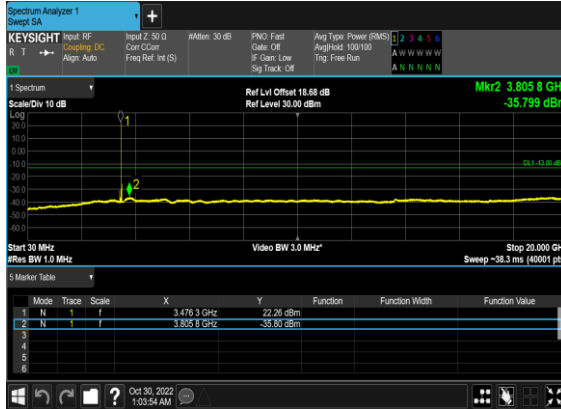 Spectrum Analyzer 1
Swept SA
KEYSIGHT
R T
Input: RF
Coupling: DC
Align: Auto
Input Z: 50 Ω
Corr CCorr
Freq Ref: Int (S)
#Atten: 30 dB
PNO: Fast
Gate: Off
IF Gain: Low
Sig Track: Off
Avg Type: Power (RMS)
Avg|Hold: 100/100
Trig: Free Run
1 2 3 4 5 6
A W W W W W
A N N N N N
1 Spectrum
Scale/Div 10 dB
Ref Lvl Offset 18.68 dB
Ref Level 30.00 dBm
Mkr2 3.805 8 GH
-35.799 dBr
Log
20.0
10.0
0.00
-10.0
-20.0
-30.0
-40.0
-50.0
-60.0
1
2
DL1 -13.00 dB
Start 30 MHz
#Res BW 1.0 MHz
Video BW 3.0 MHz*
Stop 20.000 GH
Sweep ~38.3 ms (40001 pt
5 Marker Table
Mode Trace Scale X Y Function Function Width Function Value
1 N 1 f 3.476 3 GHz 22.26 dBm
2 N 1 f 3.805 8 GHz -35.80 dBm
3
4
5
6
? Oct 30, 2022
1:03:54 AM